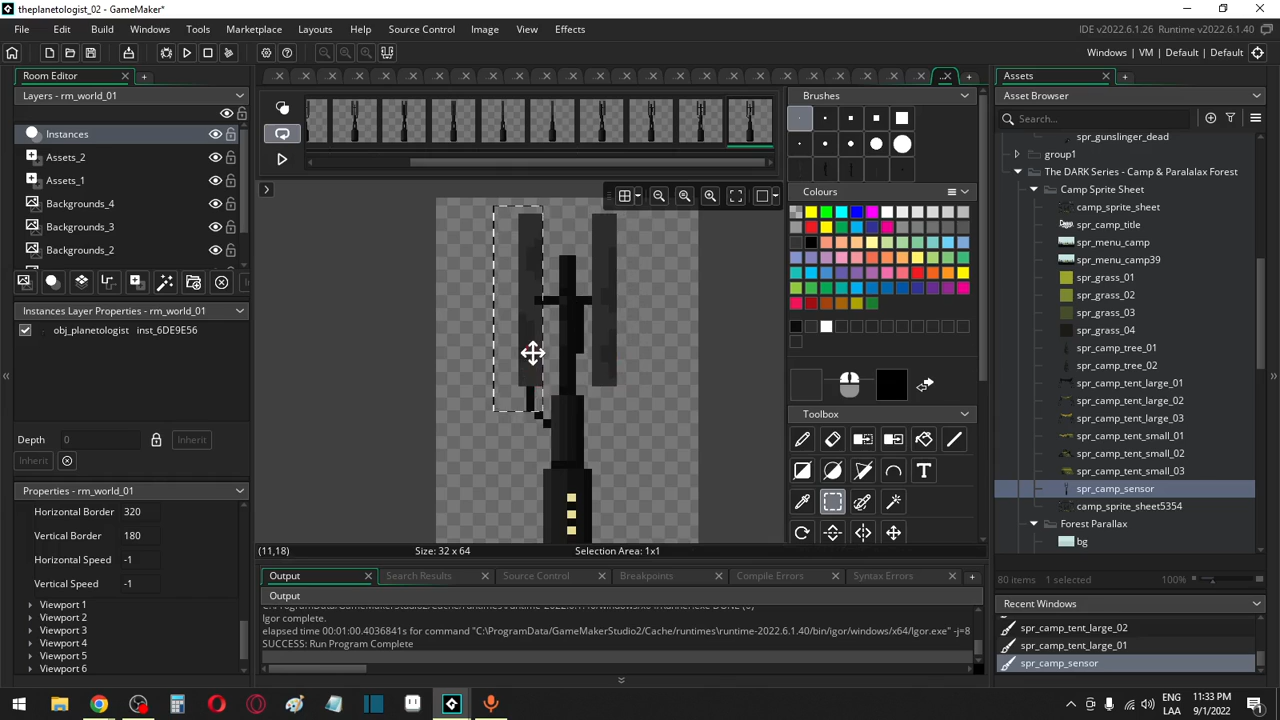 theplanetologist_02 - GameMaker*
File Edit Build Windows Tools Marketplace Layouts Help Source Control Image View Effects
IDE v2022.6.1.26 Runtime v2022.6.1.40
Windows | VM | Default | Default
Room Editor
Layers - rm_world_01
Instances
Assets_2
Assets_1
Backgrounds_4
Backgrounds_3
Backgrounds_2
Instances Layer Properties - rm_world_01
obj_planetologist inst_6DE9E56
Depth 0 Inherit
Inherit
Properties - rm_world_01
Horizontal Border 320
Vertical Border 180
Horizontal Speed -1
Vertical Speed -1
Viewport 1
Viewport 2
Viewport 3
Viewport 4
Viewport 5
Viewport 6
Brushes
Colours
Toolbox
T
(11,18) Size: 32 x 64 Selection Area: 1x1
Output Search Results Source Control Breakpoints Compile Errors Syntax Errors
Output
Igor complete.
elapsed time 00:01:00.4036841s for command "C:\ProgramData/GameMakerStudio2/Cache/runtimes\runtime-2022.6.1.40/bin/igor/windows/x64/Igor.exe" -j=8
SUCCESS: Run Program Complete
Assets
Asset Browser
Search...
spr_gunslinger_dead
group1
The DARK Series - Camp & Paralalax Forest
Camp Sprite Sheet
camp_sprite_sheet
spr_camp_title
spr_menu_camp
spr_menu_camp39
spr_grass_01
spr_grass_02
spr_grass_03
spr_grass_04
spr_camp_tree_01
spr_camp_tree_02
spr_camp_tent_large_01
spr_camp_tent_large_02
spr_camp_tent_large_03
spr_camp_tent_small_01
spr_camp_tent_small_02
spr_camp_tent_small_03
spr_camp_sensor
camp_sprite_sheet5354
Forest Parallax
bg
80 items 1 selected 100%
Recent Windows
spr_camp_tent_large_02
spr_camp_tent_large_01
spr_camp_sensor
ENG
LAA
11:33 PM
9/1/2022